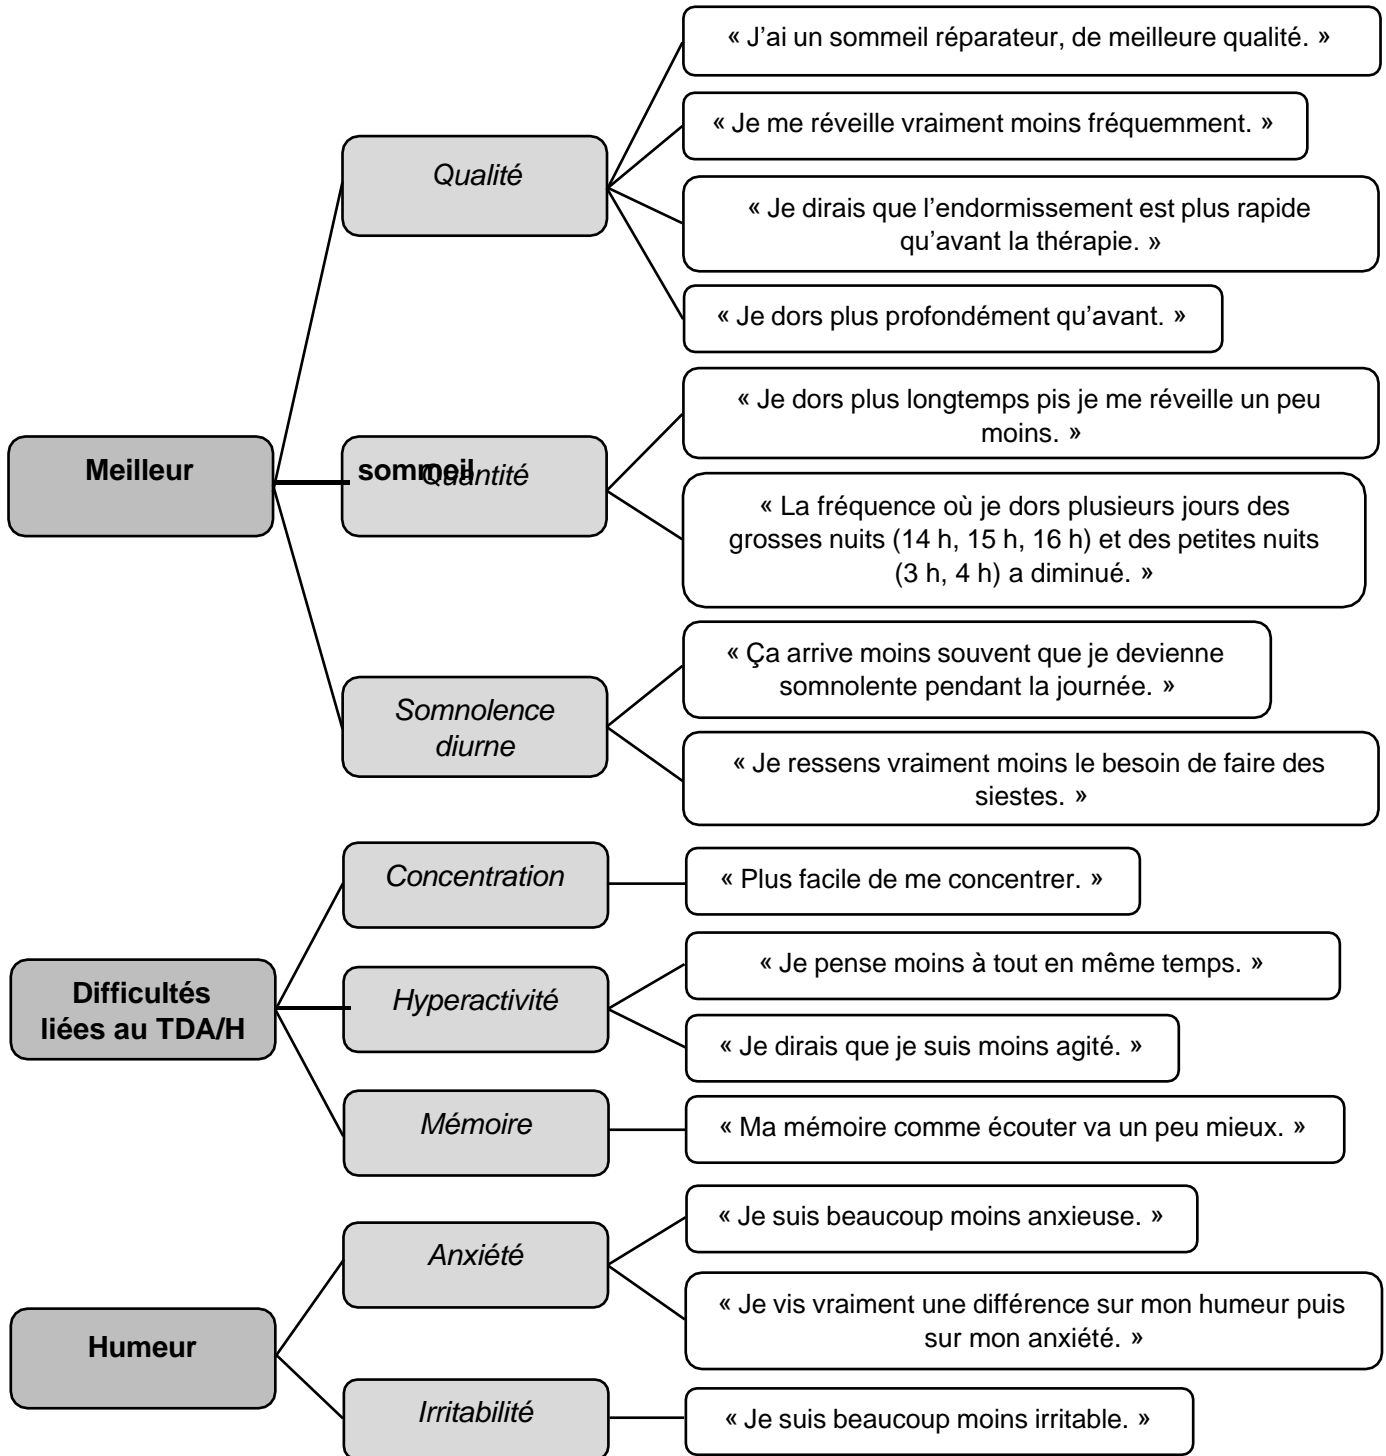 « J’ai un sommeil réparateur, de meilleure qualité. »
« Je me réveille vraiment moins fréquemment. »
Qualité
« Je dirais que l’endormissement est plus rapide
qu’avant la thérapie. »
« Je dors plus profondément qu’avant. »
« Je dors plus longtemps pis je me réveille un peu
moins. »
Meilleur sommeil
Quantité
« La fréquence où je dors plusieurs jours des
grosses nuits (14 h, 15 h, 16 h) et des petites nuits
(3 h, 4 h) a diminué. »
« Ça arrive moins souvent que je devienne
somnolente pendant la journée. »
Somnolence
diurne
« Je ressens vraiment moins le besoin de faire des
siestes. »
Concentration
« Plus facile de me concentrer. »
Difficultés
liées au TDA/H
Hyperactivité
« Je pense moins à tout en même temps. »
« Je dirais que je suis moins agité. »
Mémoire
« Ma mémoire comme écouter va un peu mieux. »
« Je suis beaucoup moins anxieuse. »
Anxiété
« Je vis vraiment une différence sur mon humeur puis
sur mon anxiété. »
Humeur
Irritabilité
« Je suis beaucoup moins irritable. »